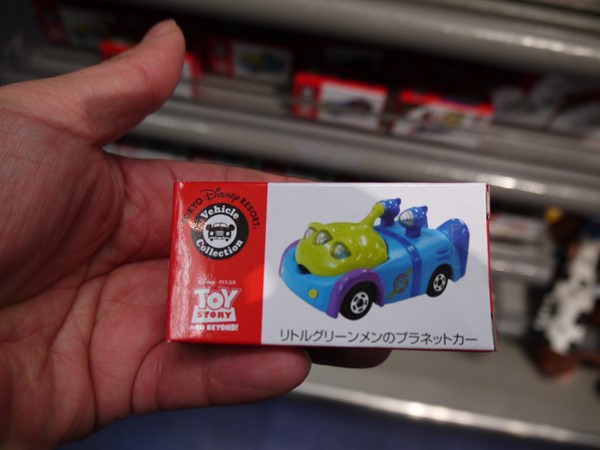 TOKYO Disney RESORT.
Vehicle
Collection
Disney · PIXAR
TOY
STORY
AND BEYOND!
リトルグリーンメンのプラネットカー